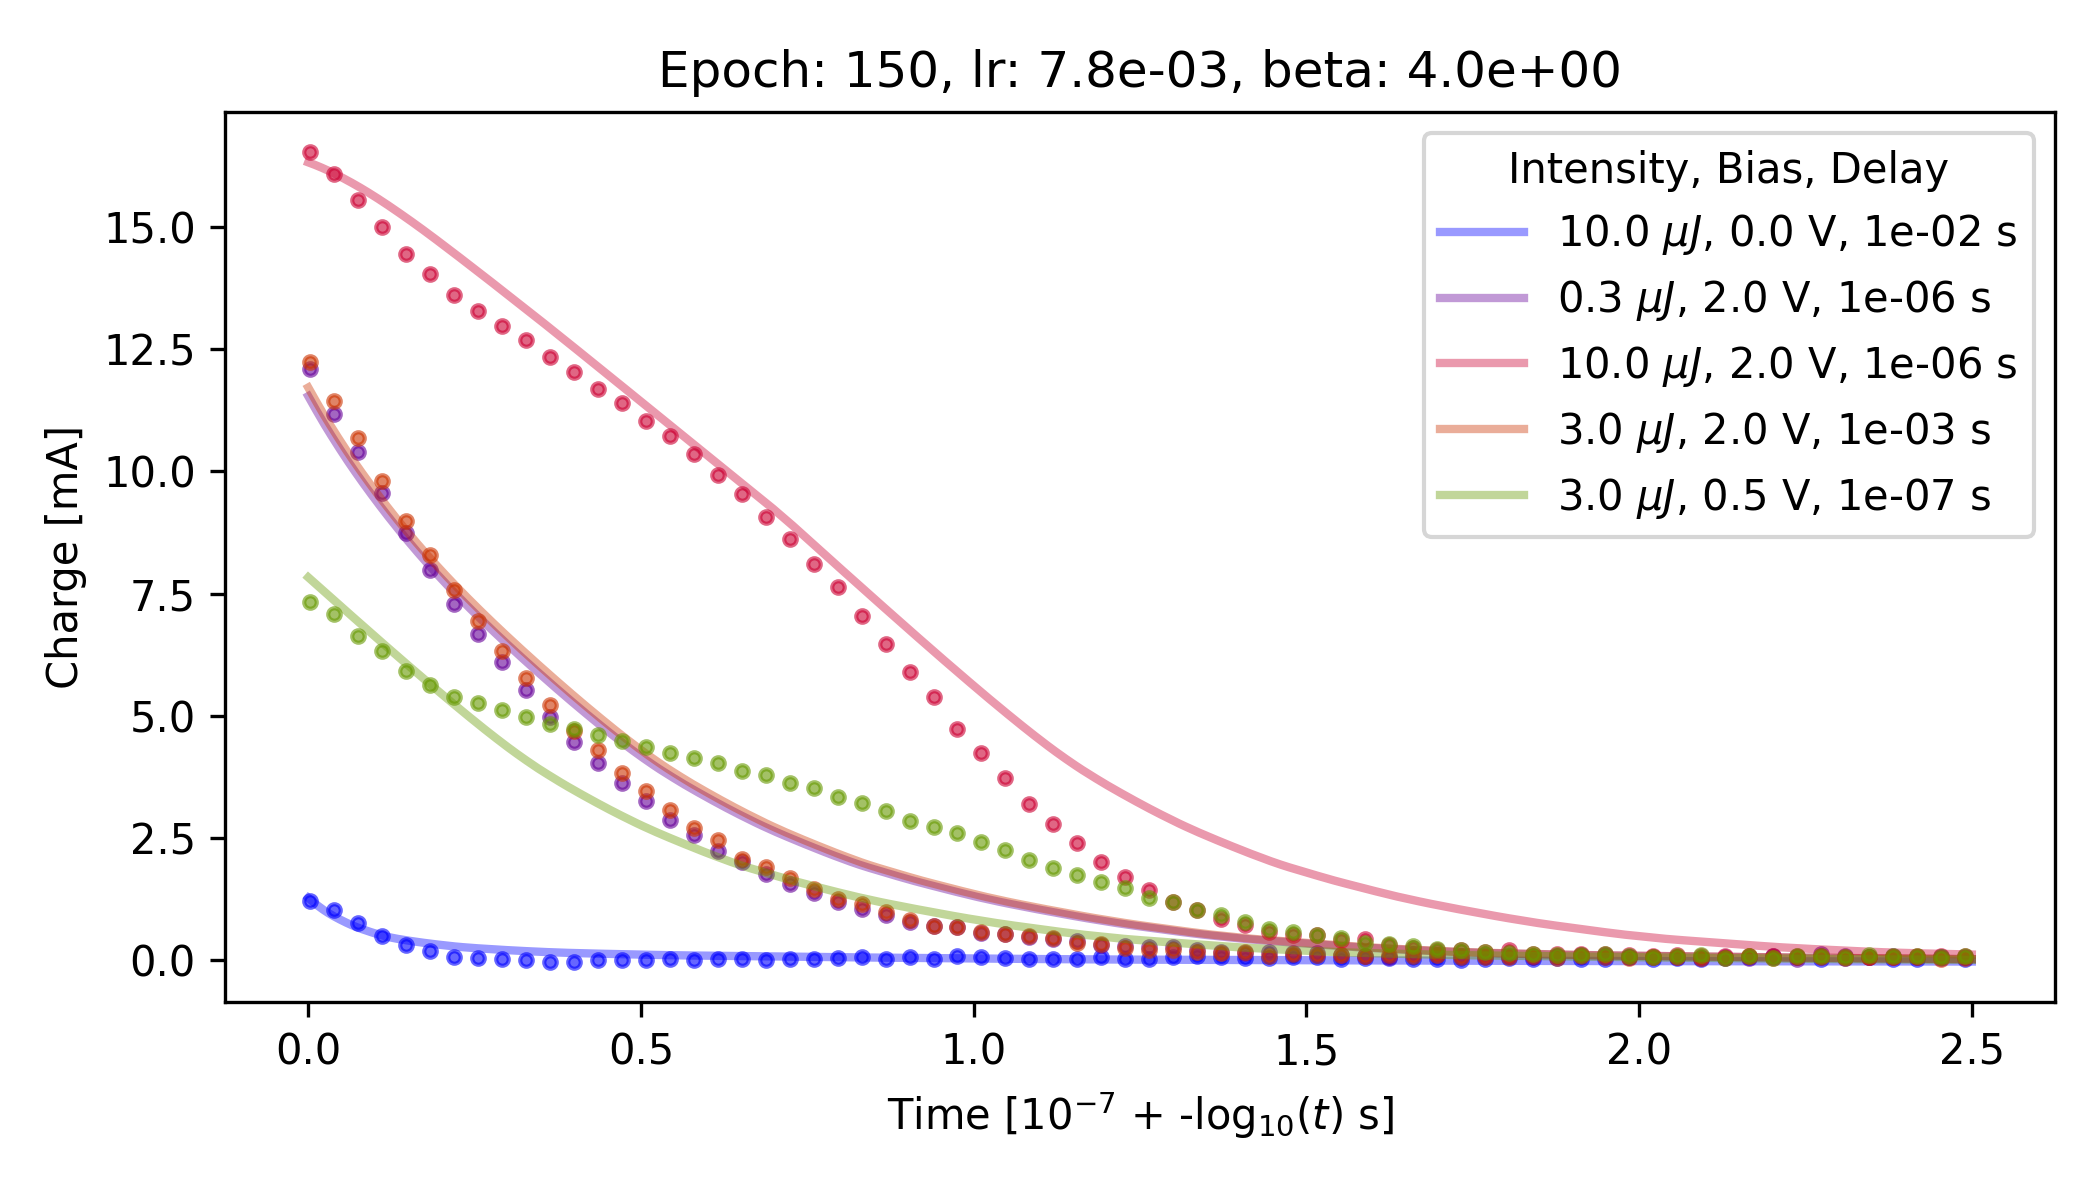 Epoch: 150, lr: 7.8e-03, beta: 4.0e+00
Intensity, Bias, Delay
10.0 μJ, 0.0 V, 1e-02 s
0.3 μJ, 2.0 V, 1e-06 s
10.0 μJ, 2.0 V, 1e-06 s
3.0 μJ, 2.0 V, 1e-03 s
3.0 μJ, 0.5 V, 1e-07 s
Charge [mA]
15.0
12.5
10.0
7.5
5.0
2.5
0.0
0.0 0.5 1.0 1.5 2.0 2.5
Time [10⁻⁷ + -log₁₀(t) s]